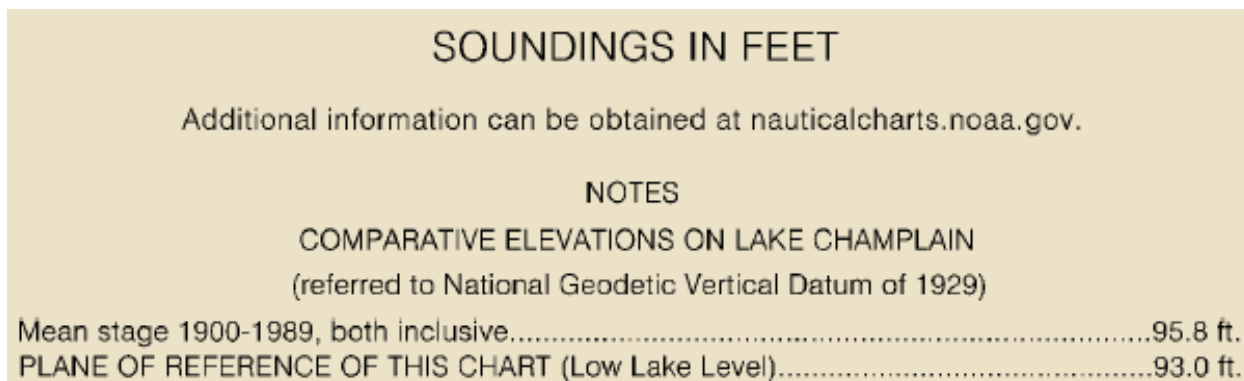 SOUNDINGS IN FEET
Additional information can be obtained at nauticalcharts.noaa.gov.
NOTES
COMPARATIVE ELEVATIONS ON LAKE CHAMPLAIN
(referred to National Geodetic Vertical Datum of 1929)
Mean stage 1900-1989, both inclusive..........................................................................95.8 ft.
PLANE OF REFERENCE OF THIS CHART (Low Lake Level)...........................................93.0 ft.